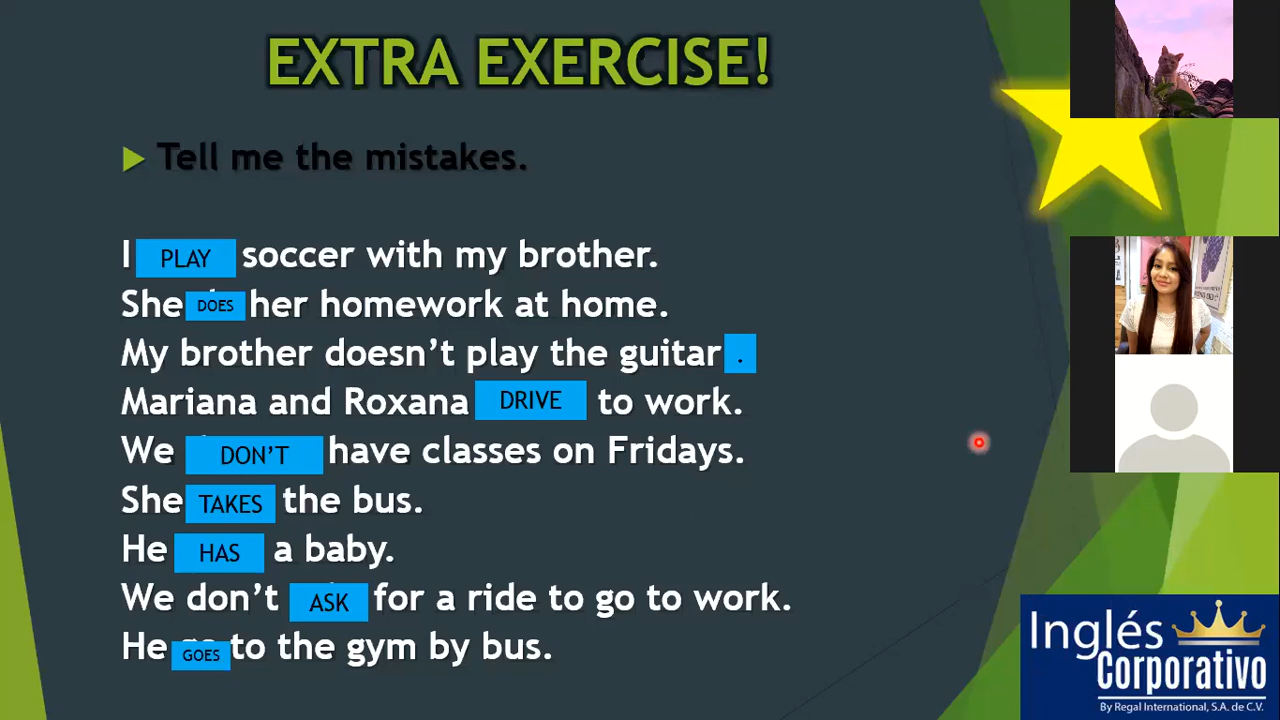 EXTRA EXERCISE!
Tell me the mistakes.
I PLAY soccer with my brother.
She DOES her homework at home.
My brother doesn't play the guitar .
Mariana and Roxana DRIVE to work.
We DON'T have classes on Fridays.
She TAKES the bus.
He HAS a baby.
We don't ASK for a ride to go to work.
He GOES to the gym by bus.
Inglés
Corporativo
By Regal International, S.A. de C.V.